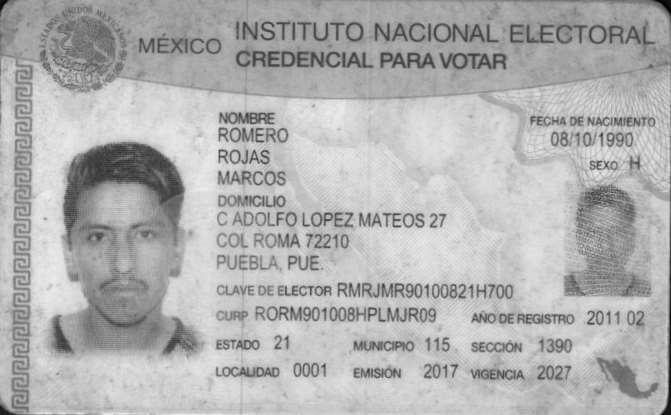 ESTADOS UNIDOS MEXICANOS
MÉXICO INSTITUTO NACIONAL ELECTORAL
CREDENCIAL PARA VOTAR
NOMBRE
ROMERO
ROJAS
MARCOS
FECHA DE NACIMIENTO
08/10/1990
SEXO H
DOMICILIO
C ADOLFO LOPEZ MATEOS 27
COL ROMA 72210
PUEBLA, PUE.
CLAVE DE ELECTOR RMRJMR90100821H700
CURP RORM901008HPLMJR09 AÑO DE REGISTRO 2011 02
ESTADO 21 MUNICIPIO 115 SECCIÓN 1390
LOCALIDAD 0001 EMISIÓN 2017 VIGENCIA 2027